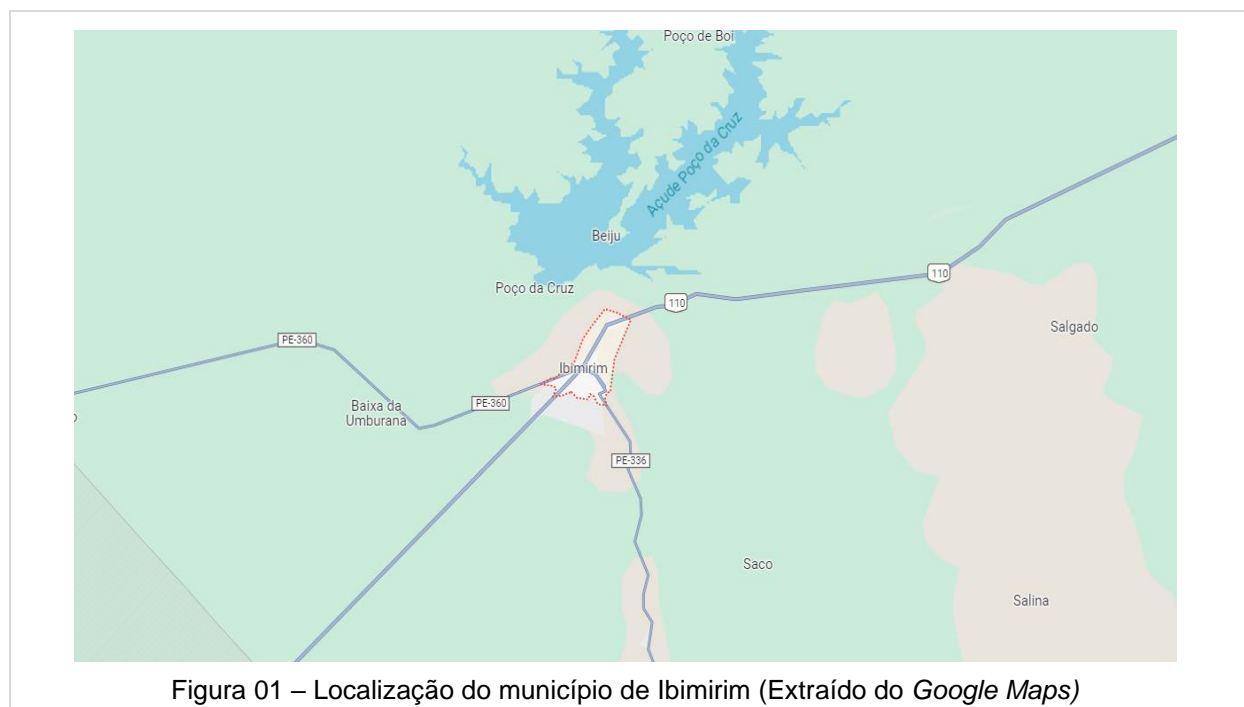 Poço de Boi
Açude Poço da Cruz
Beiju
110
Poço da Cruz
110
Salgado
PE-360
Ibimirim
PE-360
Baixa da
Umburana
PE-336
Saco
Salina
Figura 01 – Localização do município de Ibimirim (Extraído do Google Maps)